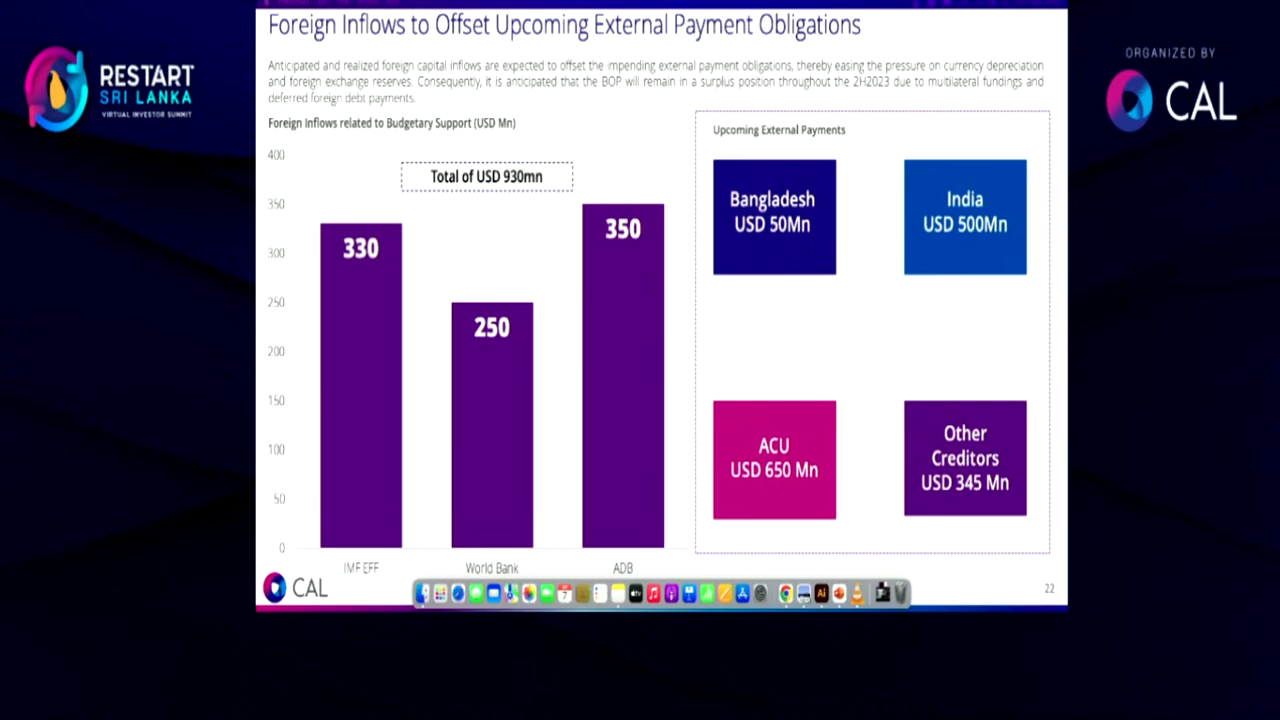 Foreign Inflows to Offset Upcoming External Payment Obligations
RESTART
SRI LANKA
VIRTUAL INVESTOR SUMMIT
ORGANIZED BY
CAL
Anticipated and realized foreign capital inflows are expected to offset the impending external payment obligations, thereby easing the pressure on currency depreciation
and foreign exchange reserves. Consequently, it is anticipated that the BOP will remain in a surplus position throughout the 2H2023 due to multilateral fundings and
deferred foreign debt payments.
Foreign Inflows related to Budgetary Support (USD Mn)
400
350
300
250
200
150
100
50
0
Total of USD 930mn
330
250
350
IMF EFF
World Bank
ADB
Upcoming External Payments
Bangladesh
USD 50Mn
India
USD 500Mn
ACU
USD 650 Mn
Other
Creditors
USD 345 Mn
CAL
7
Ai
22